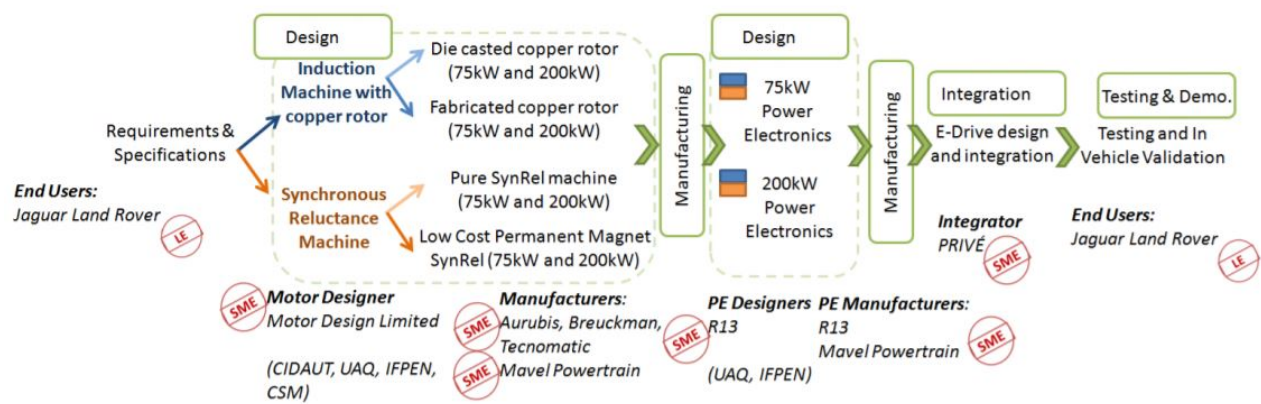 Design
Induction
Machine with
copper rotor
Die casted copper rotor
(75kW and 200kW)
Fabricated copper rotor
(75kW and 200kW)
Requirements &
Specifications
Synchronous
Reluctance
Machine
Pure SynRel machine
(75kW and 200kW)
Low Cost Permanent Magnet
SynRel (75kW and 200kW)
Manufacturing
Design
75kW
Power
Electronics
200kW
Power
Electronics
Manufacturing
Integration
E-Drive design
and integration
Testing & Demo.
Testing and In
Vehicle Validation
End Users:
Jaguar Land Rover
LE
SME
Motor Designer
Motor Design Limited
(CIDAUT, UAQ, IFPEN,
CSM)
SME
SME
Manufacturers:
Aurubis, Breuckman,
Tecnomatic
Mavel Powertrain
SME
PE Designers
R13
(UAQ, IFPEN)
PE Manufacturers:
R13
Mavel Powertrain
SME
Integrator
PRIVÉ
SME
End Users:
Jaguar Land Rover
LE